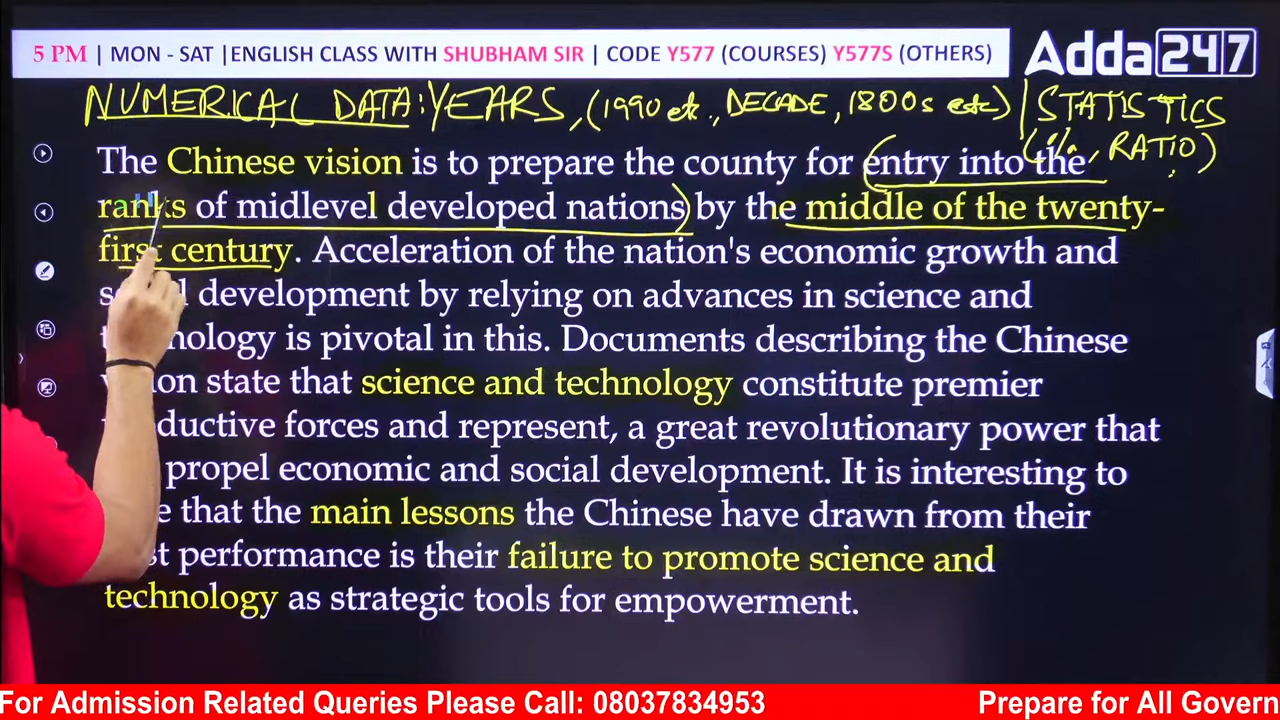 5 PM | MON - SAT |ENGLISH CLASS WITH SHUBHAM SIR | CODE Y577 (COURSES) Y577S (OTHERS)
Adda247
NUMERICAL DATA: YEARS, (1990 etc., DECADE, 1800s etc) | STATISTICS
(%, RATIO)
The Chinese vision is to prepare the county for entry into the
ranks of midlevel developed nations by the middle of the twenty-
first century. Acceleration of the nation's economic growth and
development by relying on advances in science and
is pivotal in this. Documents describing the Chinese
state that science and technology constitute premier
forces and represent, a great revolutionary power that
propel economic and social development. It is interesting to
that the main lessons the Chinese have drawn from their
performance is their failure to promote science and
technology as strategic tools for empowerment.
For Admission Related Queries Please Call: 08037834953 Prepare for All Govern